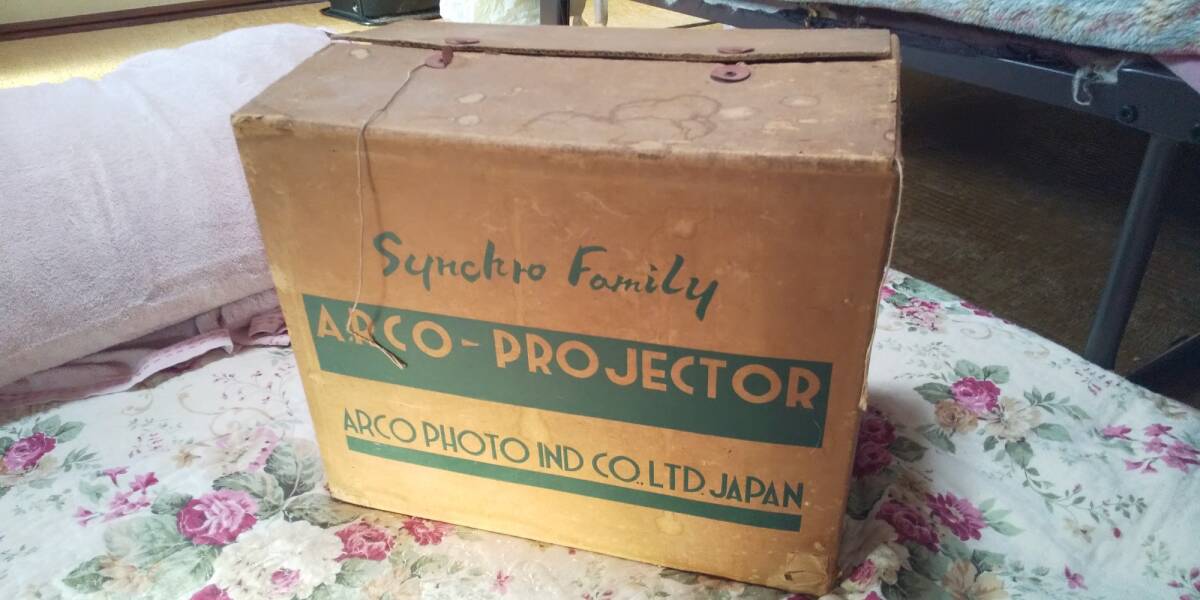 Synchro Family
ARCO-PROJECTOR
ARCO PHOTO IND CO.,LTD. JAPAN